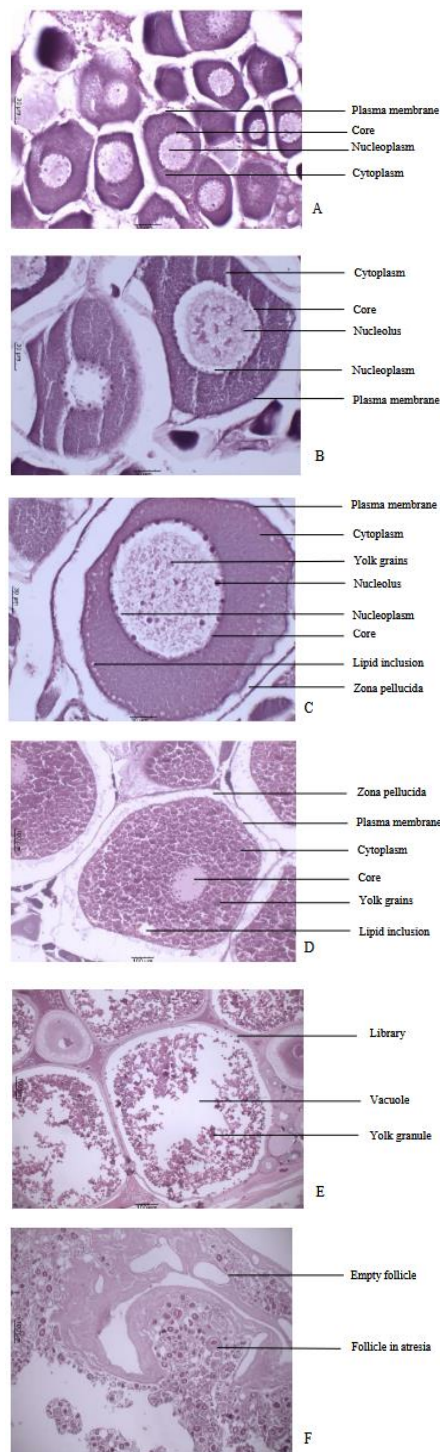 Plasma membrane
Core
Nucleoplasm
Cytoplasm
A
Cytoplasm
Core
Nucleolus
Nucleoplasm
Plasma membrane
B
Plasma membrane
Cytoplasm
Yolk grains
Nucleolus
Nucleoplasm
Core
Lipid inclusion
Zona pellucida
C
Zona pellucida
Plasma membrane
Cytoplasm
Core
Yolk grains
Lipid inclusion
D
Library
Vacuole
Yolk granule
E
Empty follicle
Follicle in atresia
F